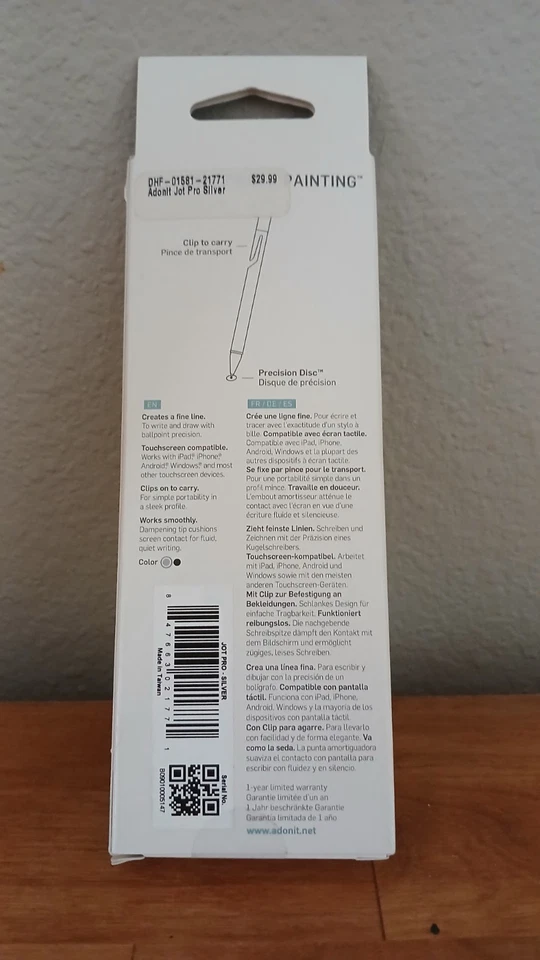 DHF-01581-21771 $29.99
Adonit Jot Pro Silver
PAINTING™
Clip to carry
Pince de transport
Precision Disc™
Disque de précision
EN
Creates a fine line.
To write and draw with
ballpoint precision.
Touchscreen compatible.
Works with iPad®, iPhone®,
Android®, Windows® and most
other touchscreen devices.
Clips on to carry.
For simple portability in
a sleek profile.
Works smoothly.
Dampening tip cushions
screen contact for fluid,
quiet writing.
Color
FR / DE / ES
Crée une ligne fine. Pour écrire et
tracer avec l'exactitude d'un stylo à
bille. Compatible avec écran tactile.
Compatible avec iPad, iPhone,
Android, Windows et la plupart des
autres dispositifs à écran tactile.
Se fixe par pince pour le transport.
Pour une portabilité simple dans un
profil mince. Travaille en douceur.
L'embout amortisseur atténue le
contact avec l'écran en vue d'une
écriture fluide et silencieuse.
Zieht feinste Linien. Schreiben und
Zeichnen mit der Präzision eines
Kugelschreibers.
Touchscreen-kompatibel. Arbeitet
mit iPad, iPhone, Android und
Windows sowie mit den meisten
anderen Touchscreen-Geräten.
Mit Clip zur Befestigung an
Bekleidungen. Schlankes Design für
einfache Tragbarkeit. Funktioniert
reibungslos. Die nachgebende
Schreibspitze dämpft den Kontakt mit
dem Bildschirm und ermöglicht
zügiges, leises Schreiben.
Crea una línea fina. Para escribir y
dibujar con la precisión de un
bolígrafo. Compatible con pantalla
táctil. Funciona con iPad, iPhone,
Android, Windows y la mayoría de los
dispositivos con pantalla táctil.
Con Clip para agarre. Para llevarlo
con facilidad y de forma elegante. Va
como la seda. La punta amortiguadora
suaviza el contacto con pantalla para
escribir con fluidez y en silencio.
1-year limited warranty
Garantie limitée d'un an
1 Jahr beschränkte Garantie
Garantía limitada de 1 año
www.adonit.net
JOT PRO - SILVER
8 47663 02177 1
Made in Taiwan
Serial No.
B09010005147